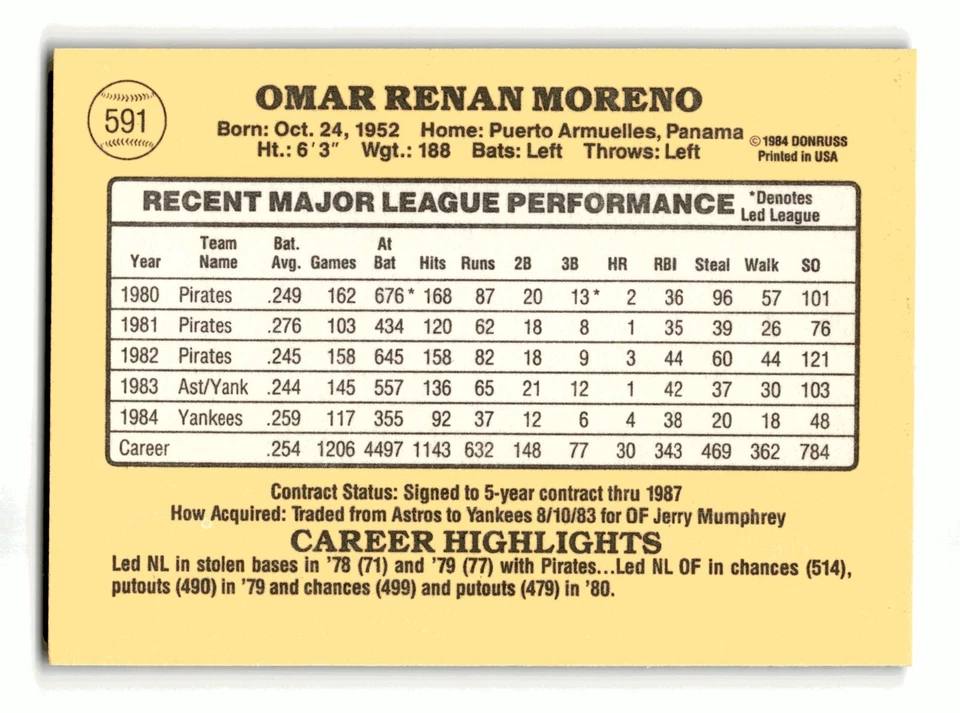 591
OMAR RENAN MORENO
Born: Oct. 24, 1952 Home: Puerto Armuelles, Panama
Ht.: 6'3" Wgt.: 188 Bats: Left Throws: Left
©1984 DONRUSS
Printed in USA
RECENT MAJOR LEAGUE PERFORMANCE *Denotes Led League
Year Team Name Bat. Avg. Games At Bat Hits Runs 2B 3B HR RBI Steal Walk SO
1980 Pirates .249 162 676* 168 87 20 13* 2 36 96 57 101
1981 Pirates .276 103 434 120 62 18 8 1 35 39 26 76
1982 Pirates .245 158 645 158 82 18 9 3 44 60 44 121
1983 Ast/Yank .244 145 557 136 65 21 12 1 42 37 30 103
1984 Yankees .259 117 355 92 37 12 6 4 38 20 18 48
Career .254 1206 4497 1143 632 148 77 30 343 469 362 784
Contract Status: Signed to 5-year contract thru 1987
How Acquired: Traded from Astros to Yankees 8/10/83 for OF Jerry Mumphrey
CAREER HIGHLIGHTS
Led NL in stolen bases in '78 (71) and '79 (77) with Pirates...Led NL OF in chances (514),
putouts (490) in '79 and chances (499) and putouts (479) in '80.